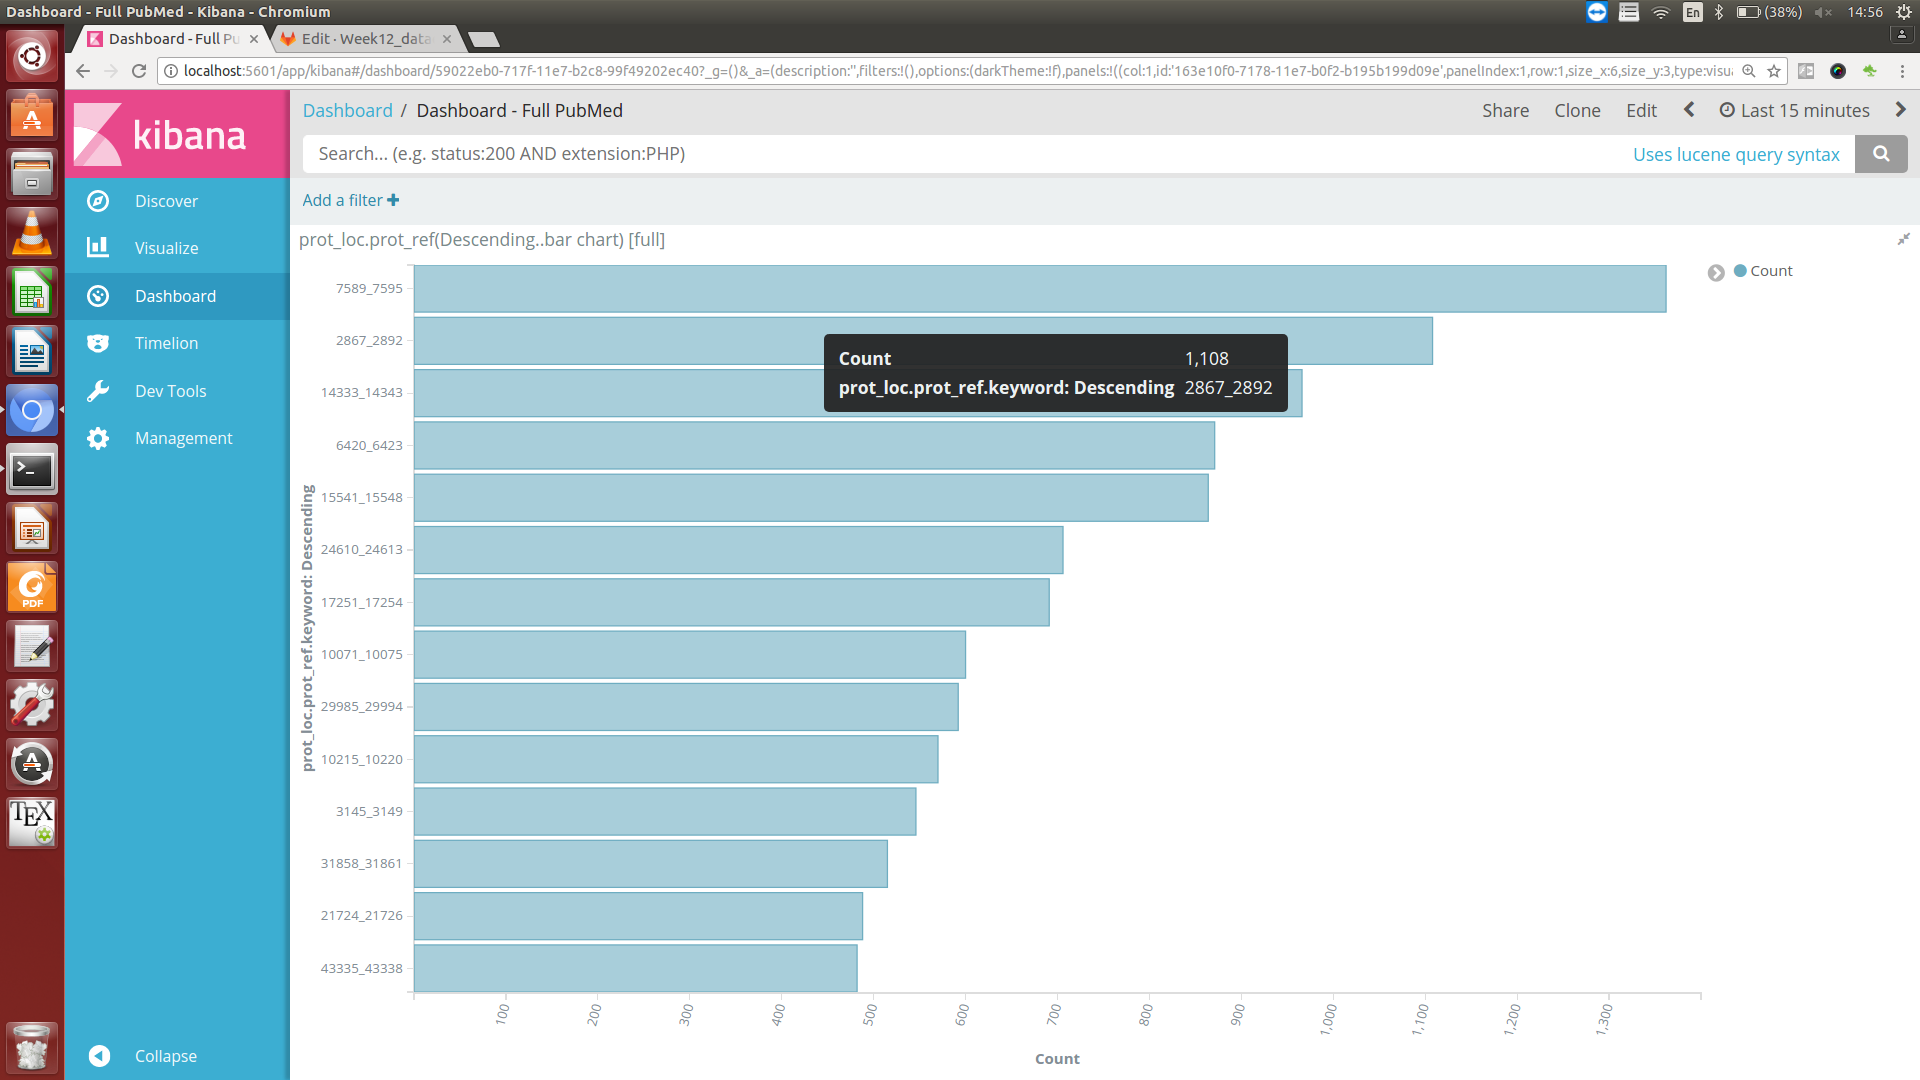 Dashboard - Full PubMed - Kibana - Chromium
En
(38%)
14:56
Dashboard - Full Pu
Edit · Week12_data
localhost:5601/app/kibana#/dashboard/59022eb0-717f-11e7-b2c8-99f49202ec40?_g=()&_a=(description:'',filters:!(),options:(darkTheme:!f),panels:!((col:1,id:'163e10f0-7178-11e7-b0f2-b195b199d09e',panelIndex:1,row:1,size_x:6,size_y:3,type:visu
kibana
Discover
Visualize
Dashboard
Timelion
Dev Tools
Management
Collapse
PDF
TEX
Dashboard / Dashboard - Full PubMed
Share
Clone
Edit
Last 15 minutes
Search... (e.g. status:200 AND extension:PHP)
Uses lucene query syntax
Add a filter
prot_loc.prot_ref(Descending..bar chart) [full]
Count
prot_loc.prot_ref.keyword: Descending
7589_7595
2867_2892
14333_14343
6420_6423
15541_15548
24610_24613
17251_17254
10071_10075
29985_29994
10215_10220
3145_3149
31858_31861
21724_21726
43335_43338
Count 1,108
prot_loc.prot_ref.keyword: Descending 2867_2892
100
200
300
400
500
600
700
800
900
1,000
1,100
1,200
1,300
Count